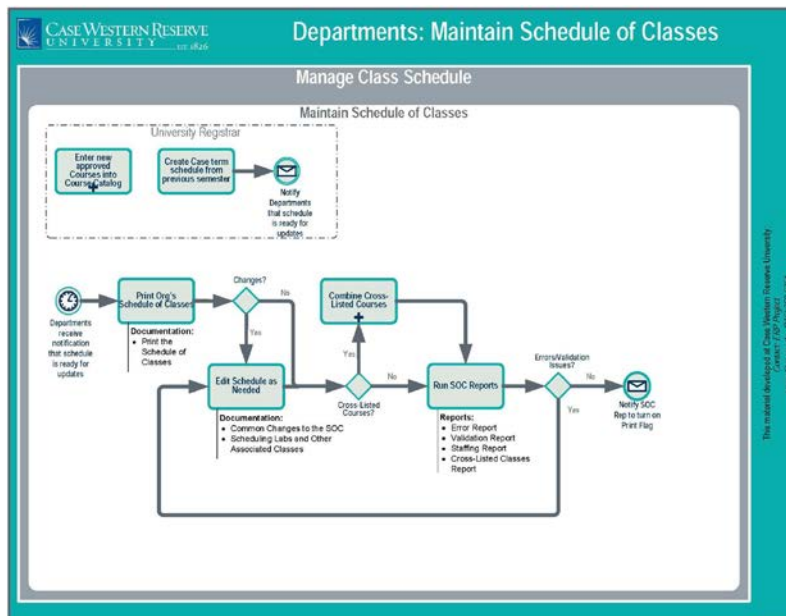 CASE WESTERN RESERVE
UNIVERSITY EST. 1826
Departments: Maintain Schedule of Classes
Manage Class Schedule
Maintain Schedule of Classes
University Registrar
Enter new
approved
Courses into
Course Catalog
Create Case term
schedule from
previous semester
Notify
Departments
that schedule
is ready for
updates
Departments
receive
notification
that schedule
is ready for
updates
Print Org's
Schedule of Classes
Documentation:
• Print the
Schedule of
Classes
Changes?
No
Yes
Edit Schedule as
Needed
Documentation:
• Common Changes to the SOC
• Scheduling Labs and Other
Associated Classes
Combine Cross-
Listed Courses
Yes
Cross-Listed
Courses?
No
Run SOC Reports
Reports:
• Error Report
• Validation Report
• Staffing Report
• Cross-Listed Classes
Report
Errors/Validation
Issues?
No
Yes
Notify SOC
Rep to turn on
Print Flag
This material developed at Case Western Reserve University
Contact: ERP Project